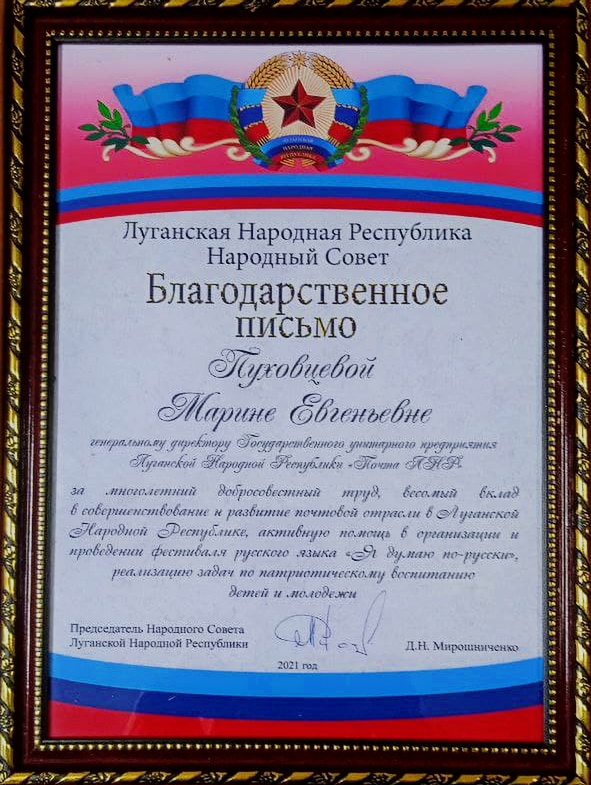 ЛУГАНСКАЯ
НАРОДНАЯ
РЕСПУБЛИКА
Луганская Народная Республика
Народный Совет
Благодарственное
письмо
Пуховцевой
Марине Евгеньевне
генеральному директору Государственного унитарного предприятия
Луганской Народной Республики «Почта ЛНР»
за многолетний добросовестный труд, весомый вклад
в совершенствование и развитие почтовой отрасли в Луганской
Народной Республике, активную помощь в организации и
проведении фестиваля русского языка «Я думаю по-русски»,
реализацию задач по патриотическому воспитанию
детей и молодежи
Председатель Народного Совета
Луганской Народной Республики
Д.Н. Мирошниченко
2021 год